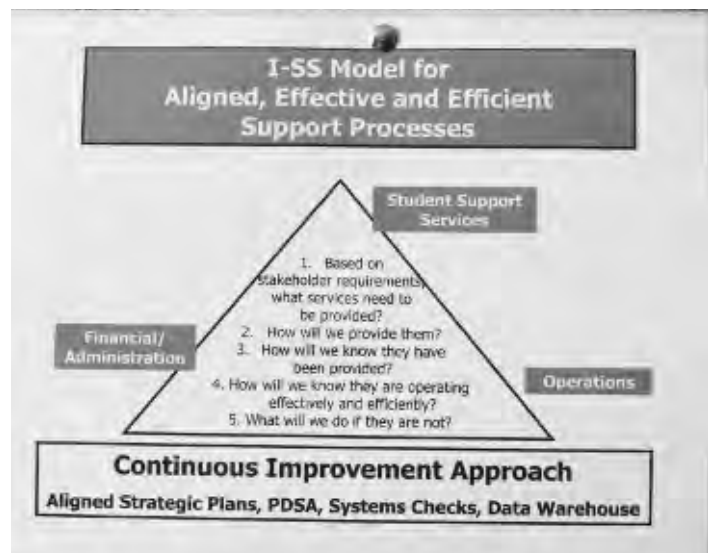 I-SS Model for
Aligned, Effective and Efficient
Support Processes
Student Support
Services
1. Based on
stakeholder requirements,
what services need to
be provided?
2. How will we provide them?
3. How will we know they have
been provided?
4. How will we know they are operating
effectively and efficiently?
5. What will we do if they are not?
Financial/
Administration
Operations
Continuous Improvement Approach
Aligned Strategic Plans, PDSA, Systems Checks, Data Warehouse